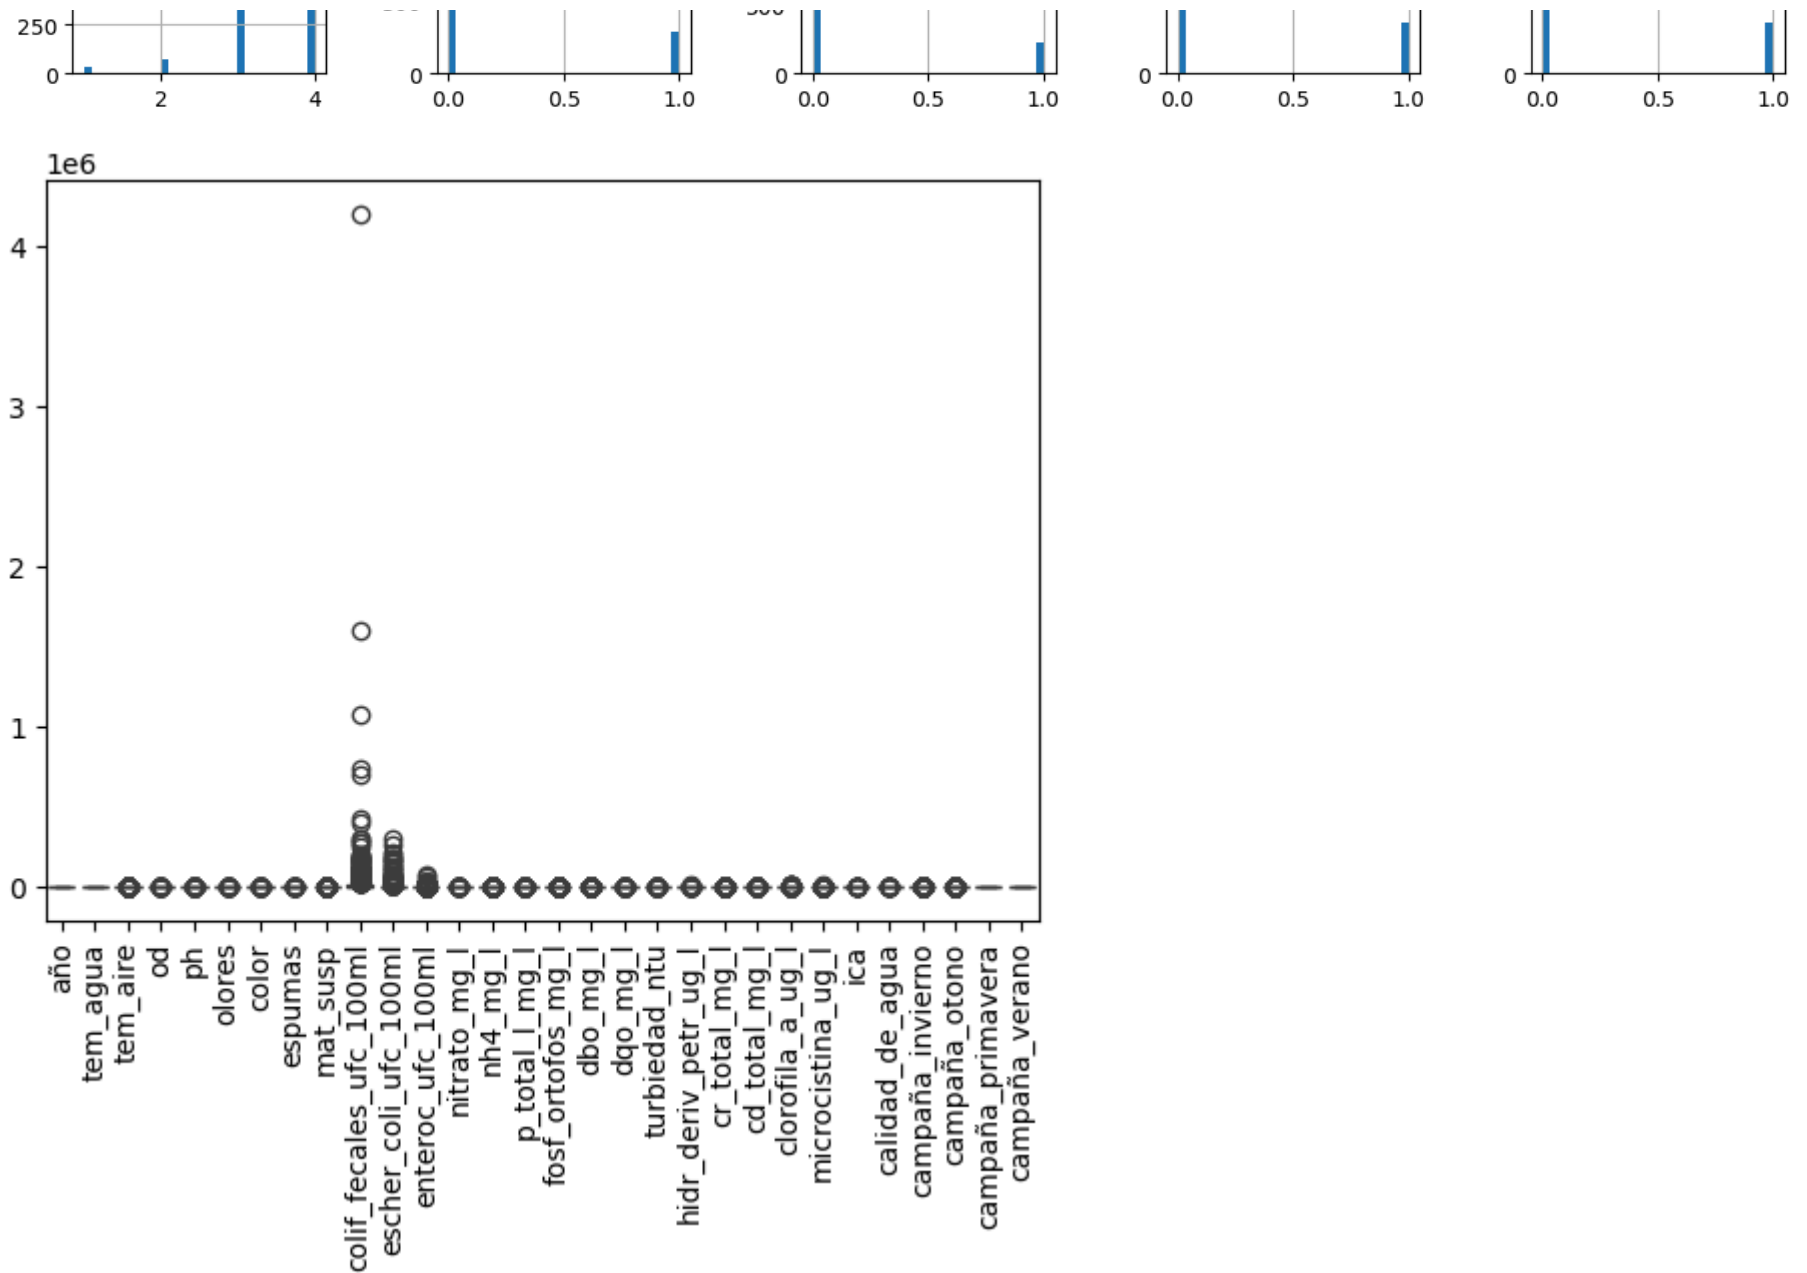 250
0
2
4
0
0.0
0.5
1.0
0
0.0
0.5
1.0
0
0.0
0.5
1.0
0
0.0
0.5
1.0
1e6
4
3
2
1
0
año
tem_agua
tem_aire
od
ph
olores
color
espumas
mat_susp
colif_fecales_ufc_100ml
escher_coli_ufc_100ml
enteroc_ufc_100ml
nitrato_mg_l
nh4_mg_l
p_total_l_mg_l
fosf_ortofos_mg_l
dbo_mg_l
dqo_mg_l
turbiedad_ntu
hidr_deriv_petr_ug_l
cr_total_mg_l
cd_total_mg_l
clorofila_a_ug_l
microcistina_ug_l
ica
calidad_de_agua
campaña_invierno
campaña_otono
campaña_primavera
campaña_verano